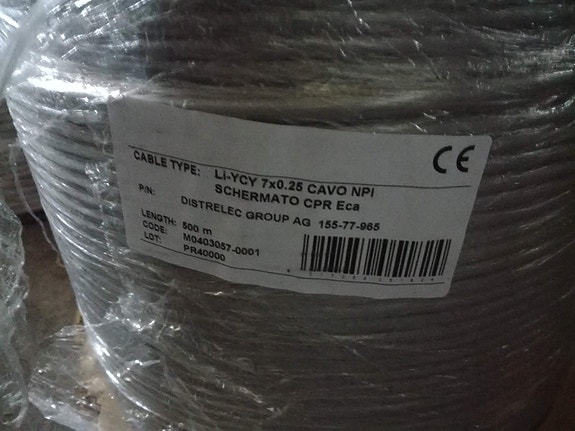 CE
CABLE TYPE: Li-YCY 7x0.25 CAVO NPI
SCHERMATO CPR Eca
P/N: DISTRELEC GROUP AG 155-77-965
LENGTH: 500 m
CODE: M0403057-0001
LOT: PR40000